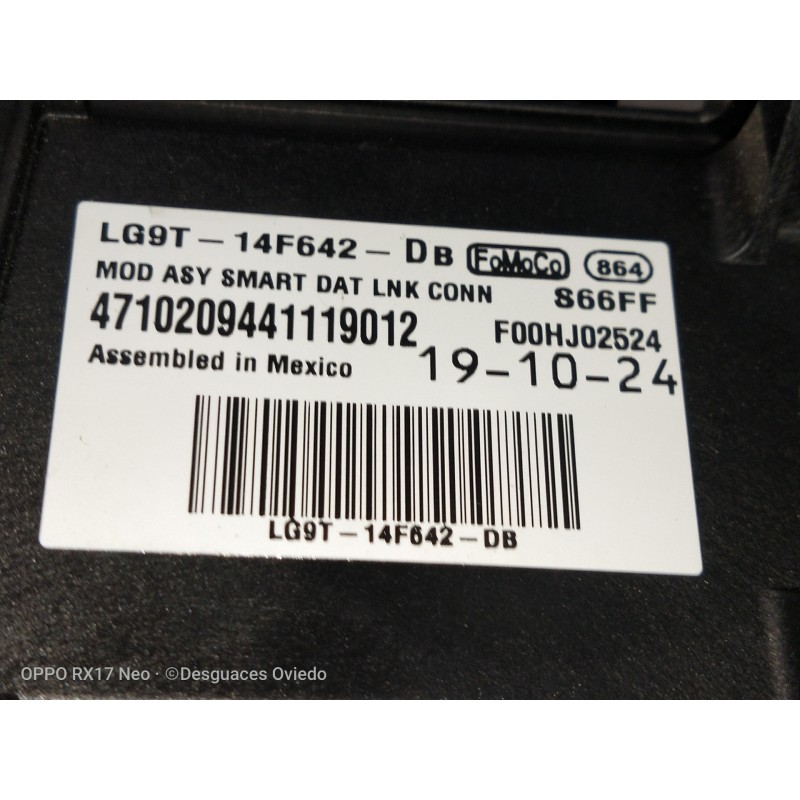 LG9T-14F642-DB FoMoCo 864
MOD ASY SMART DAT LNK CONN S66FF
4710209441119012 F00HJ02524
Assembled in Mexico 19-10-24
LG9T-14F642-DB
OPPO RX17 Neo · ©Desguaces Oviedo